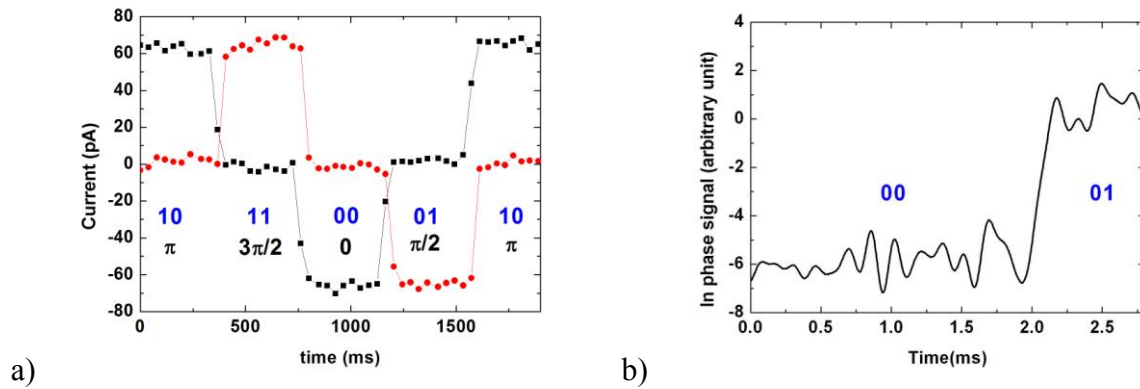 80
60
40
20
0
-20
-40
-60
-80
Current (pA)
10 11 00 01 10
π 3π/2 0 π/2 π
0 500 1000 1500
time (ms)
a)
4
2
0
-2
-4
-6
-8
In phase signal (arbitrary unit)
00 01
0.0 0.5 1.0 1.5 2.0 2.5
Time(ms)
b)